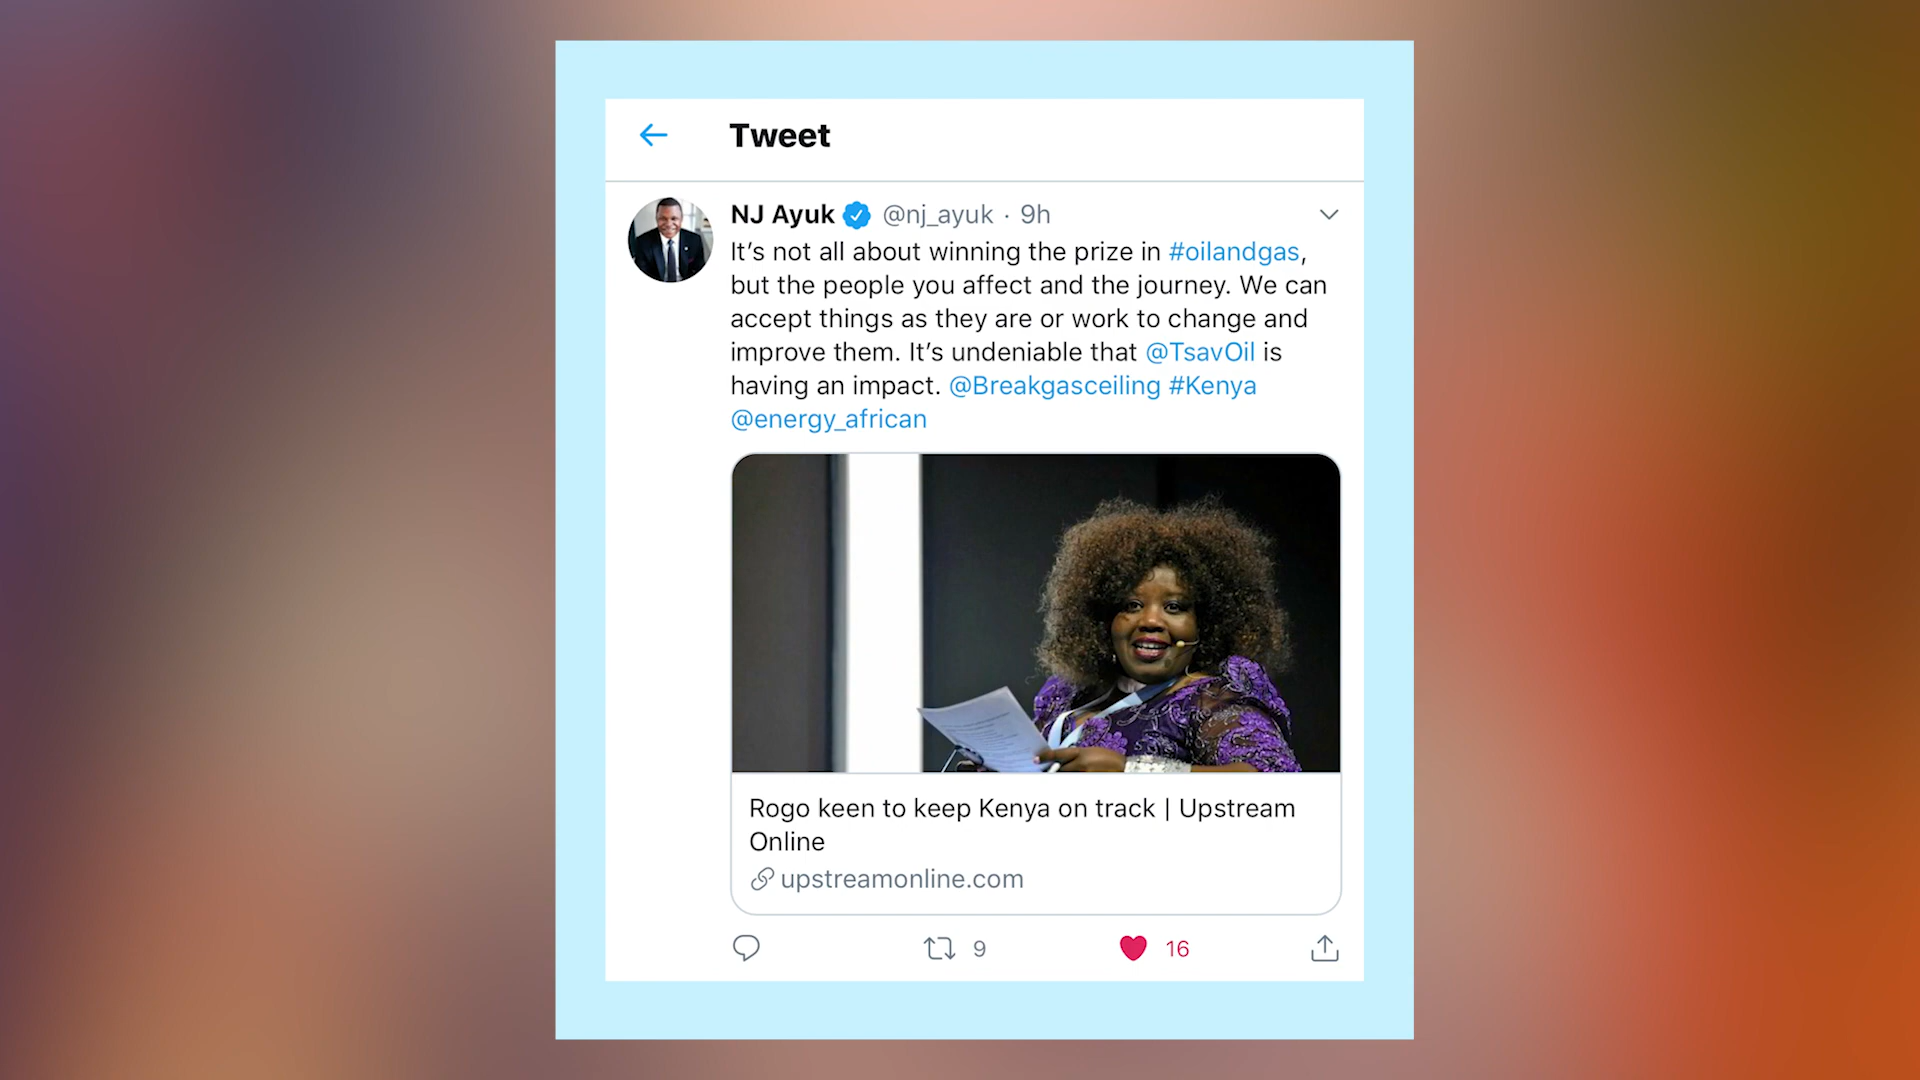 Tweet
NJ Ayuk @nj_ayuk · 9h
It’s not all about winning the prize in #oilandgas,
but the people you affect and the journey. We can
accept things as they are or work to change and
improve them. It’s undeniable that @TsavOil is
having an impact. @Breakgasceiling #Kenya
@energy_african
Rogo keen to keep Kenya on track | Upstream
Online
upstreamonline.com
9
16